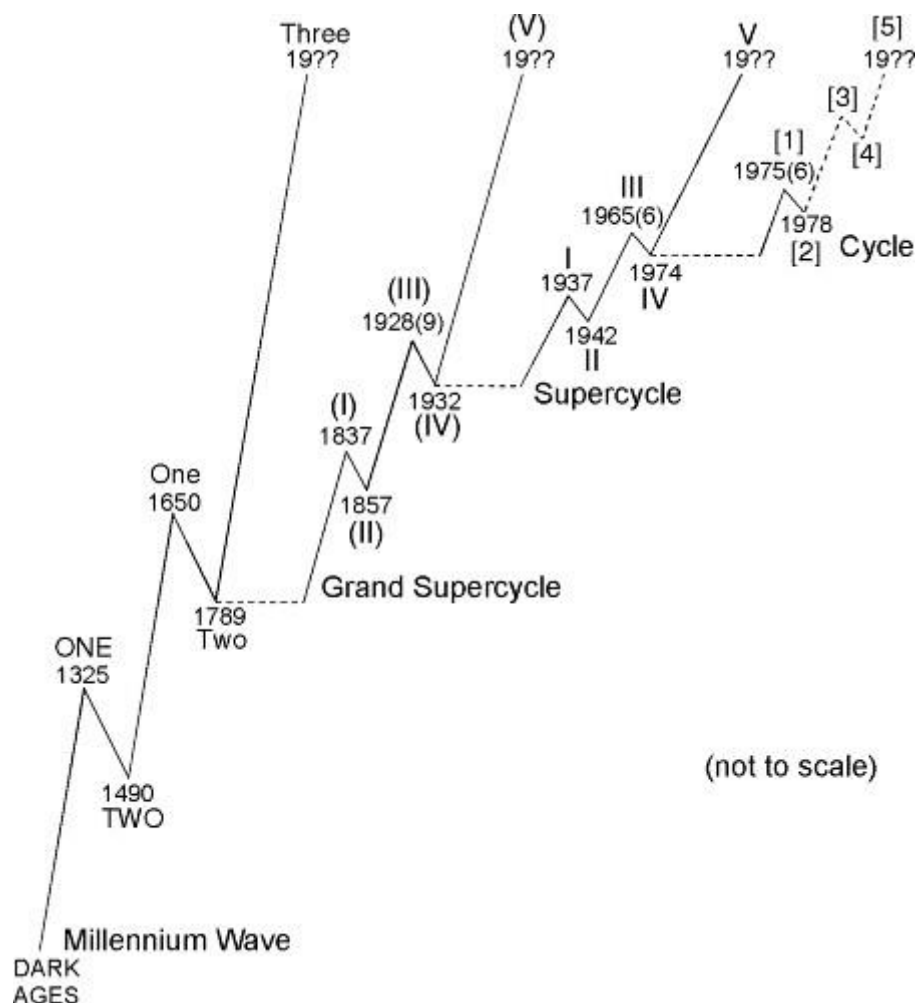 Three
19??
(V)
19??
V
19??
[5]
19??
[3]
[4]
[1]
1975(6)
1978
[2]
Cycle
III
1965(6)
1974
IV
I
1937
1942
II
Supercycle
(III)
1928(9)
1932
(IV)
(I)
1837
1857
(II)
Grand Supercycle
One
1650
1789
Two
ONE
1325
1490
TWO
(not to scale)
Millennium Wave
DARK
AGES